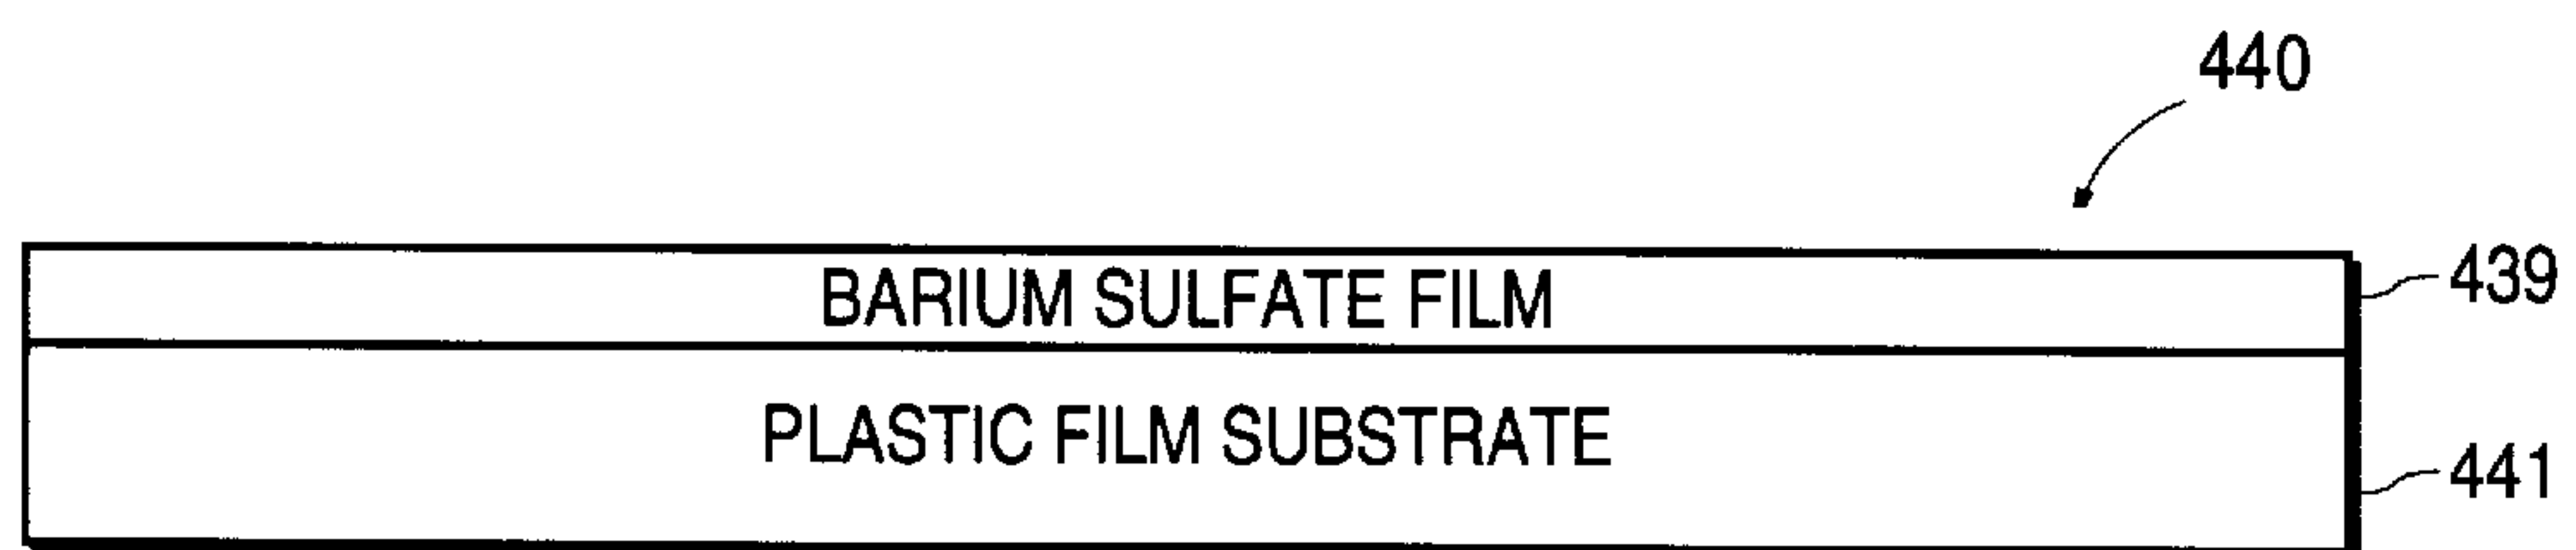 440
BARIUM SULFATE FILM
439
PLASTIC FILM SUBSTRATE
441